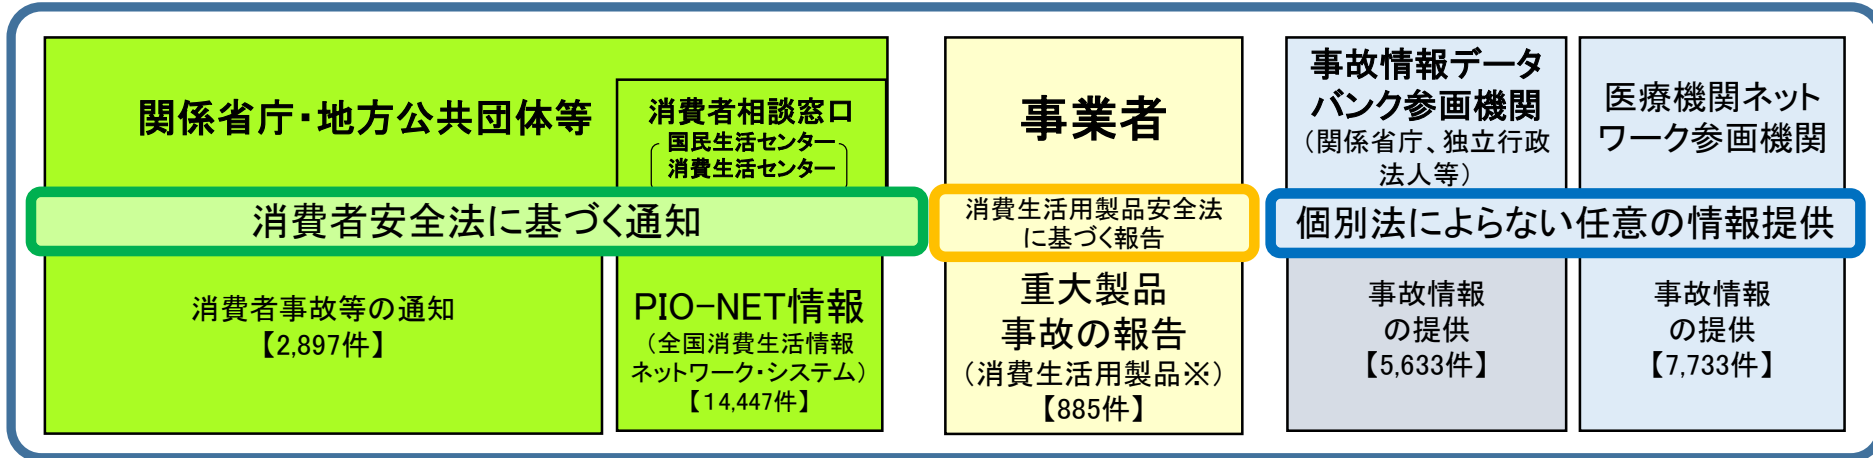 関係省庁・地方公共団体等
消費者相談窓口
国民生活センター
消費生活センター
消費者安全法に基づく通知
消費者事故等の通知
【2,897件】
PIO-NET情報
（全国消費生活情報
ネットワーク・システム）
【14,447件】
事業者
消費生活用製品安全法
に基づく報告
重大製品
事故の報告
（消費生活用製品※）
【885件】
事故情報データ
バンク参画機関
（関係省庁、独立行政
法人等）
医療機関ネット
ワーク参画機関
個別法によらない任意の情報提供
事故情報
の提供
【5,633件】
事故情報
の提供
【7,733件】